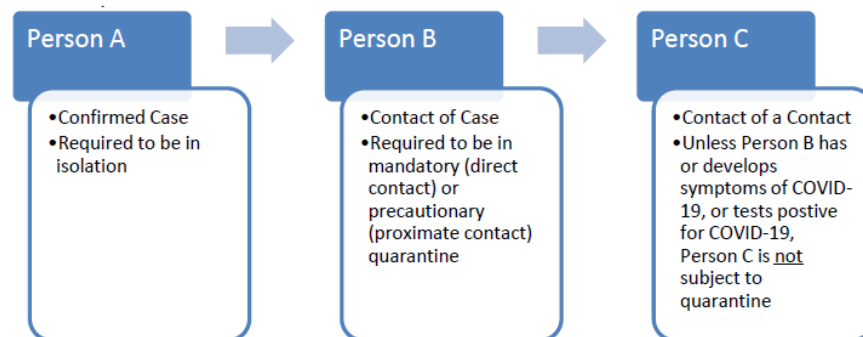 Person A
•Confirmed Case
•Required to be in
isolation
Person B
•Contact of Case
•Required to be in
mandatory (direct
contact) or
precautionary
(proximate contact)
quarantine
Person C
•Contact of a Contact
•Unless Person B has
or develops
symptoms of COVID-
19, or tests postive
for COVID-19,
Person C is not
subject to
quarantine